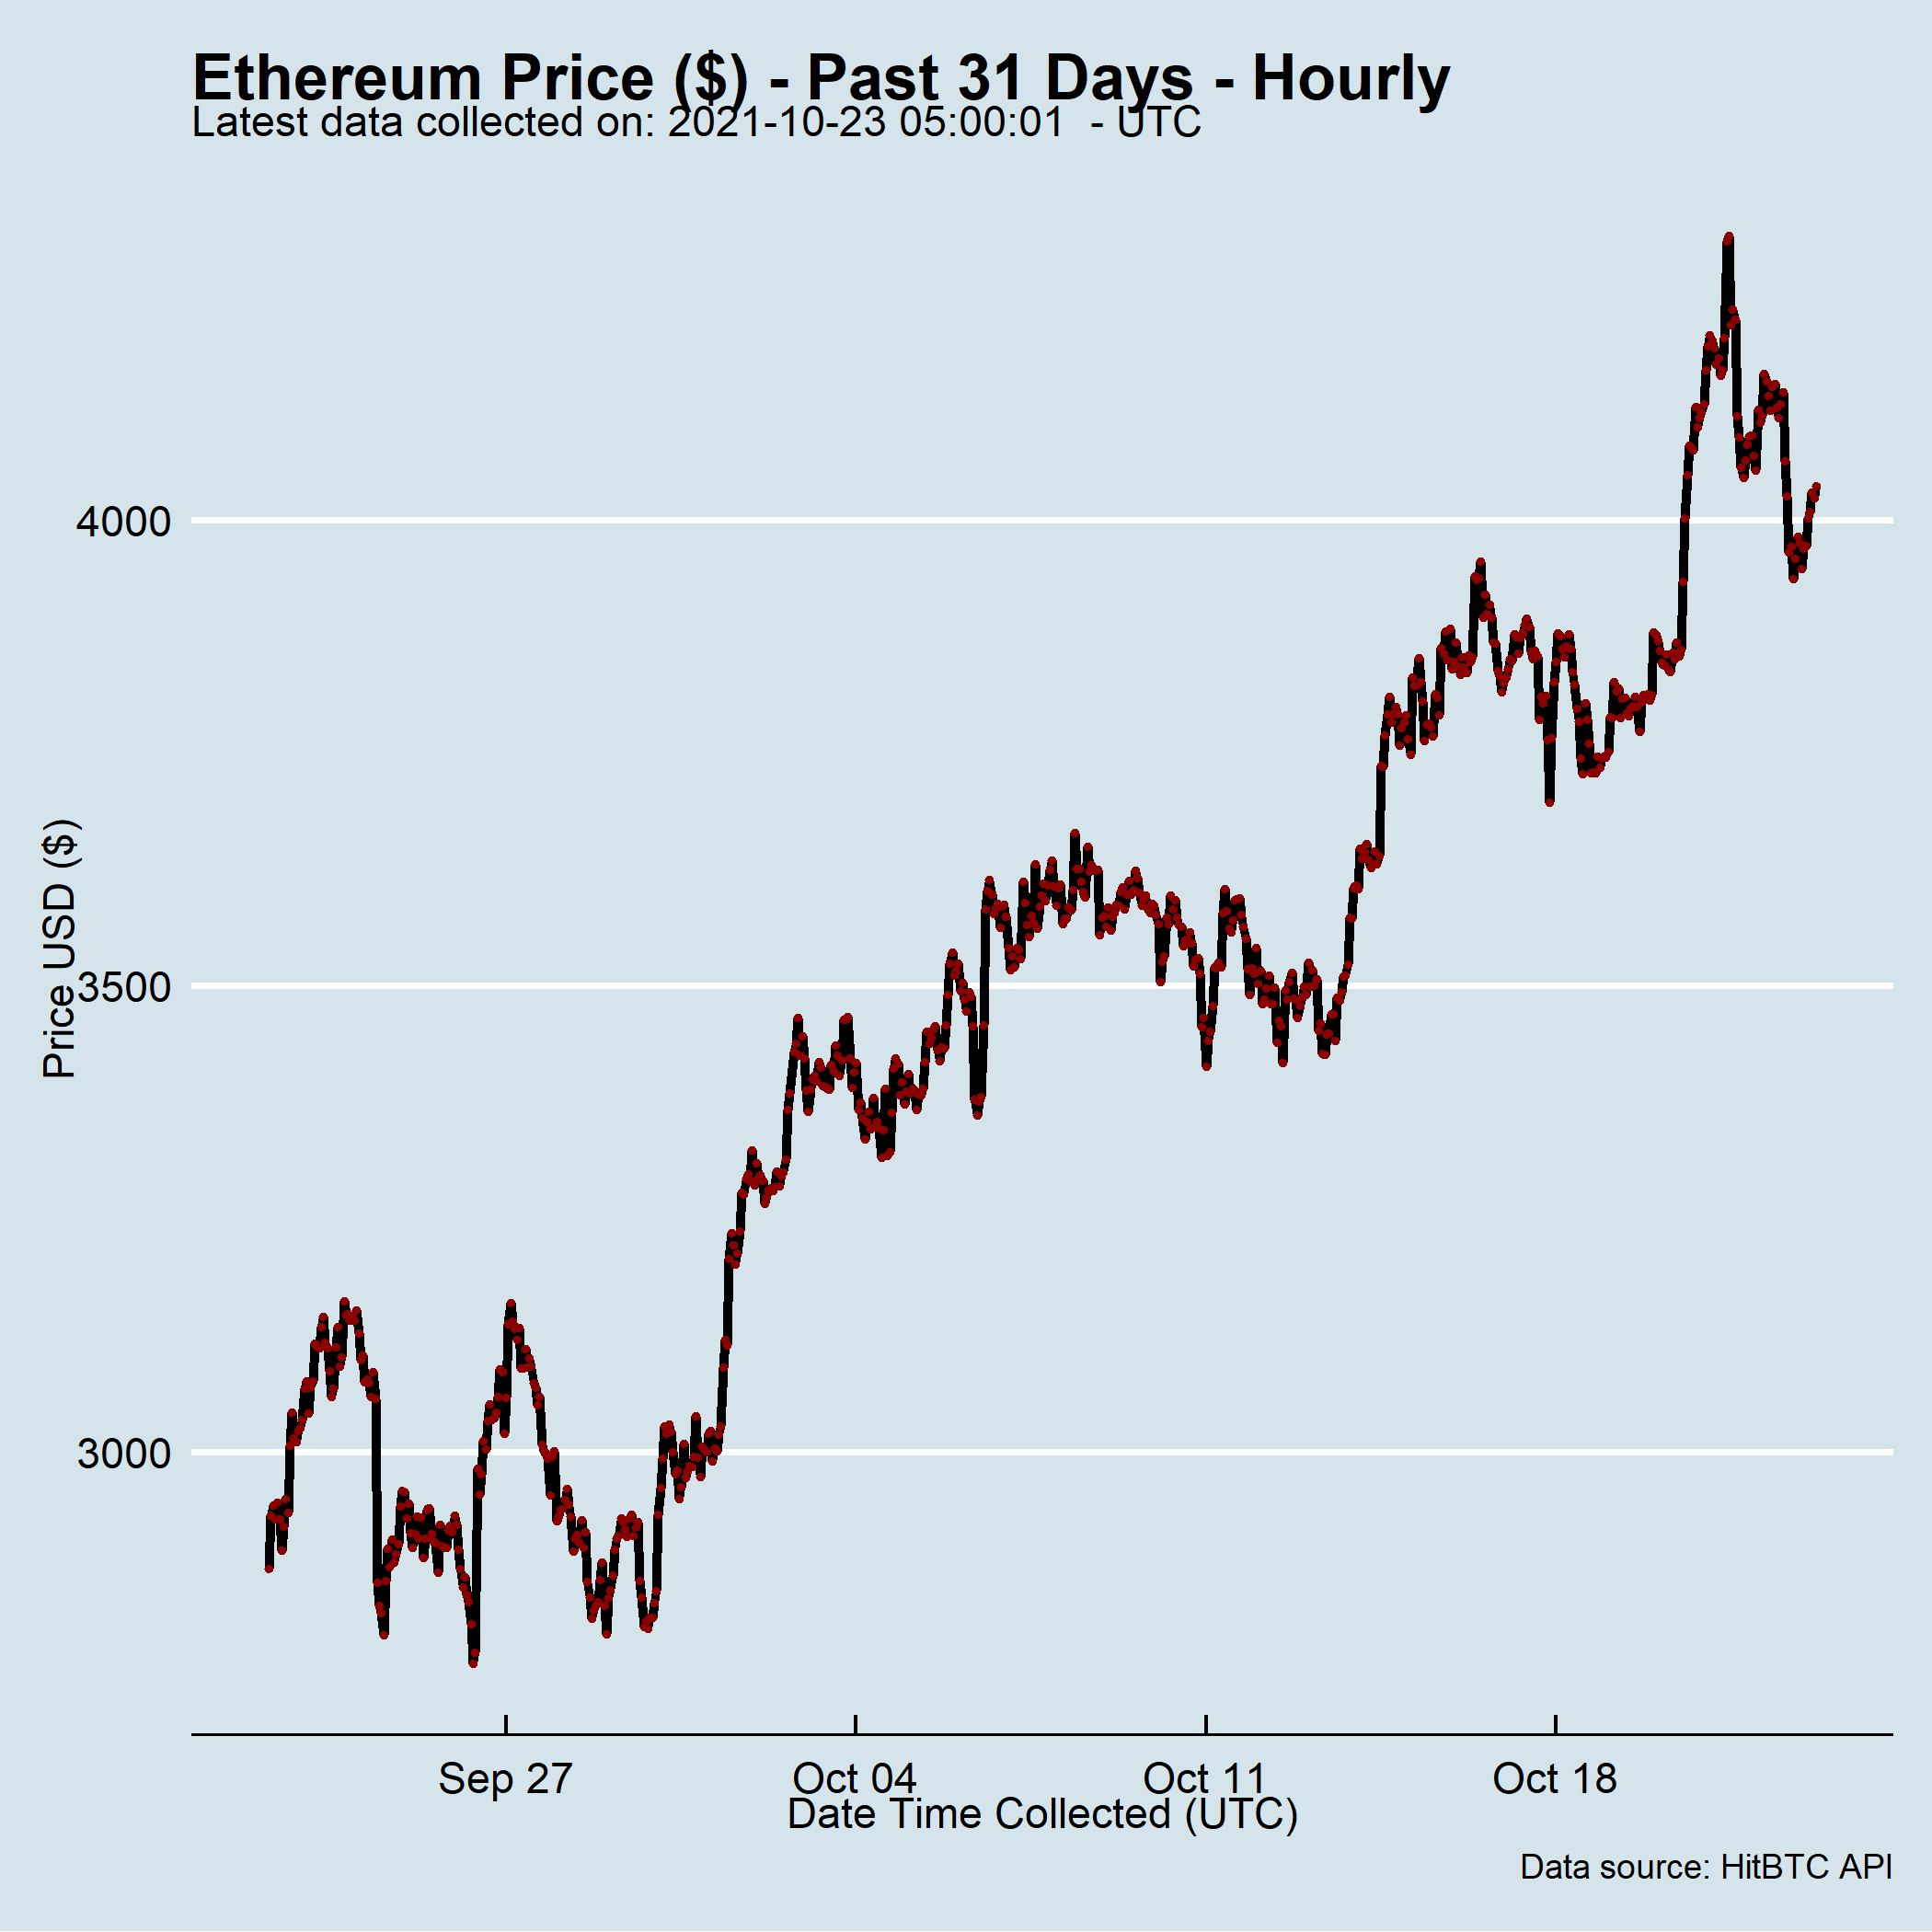 Ethereum Price ($) - Past 31 Days - Hourly
Latest data collected on: 2021-10-23 05:00:01  - UTC
Price USD ($)
4000
3500
3000
Sep 27
Oct 04
Oct 11
Oct 18
Date Time Collected (UTC)
Data source: HitBTC API